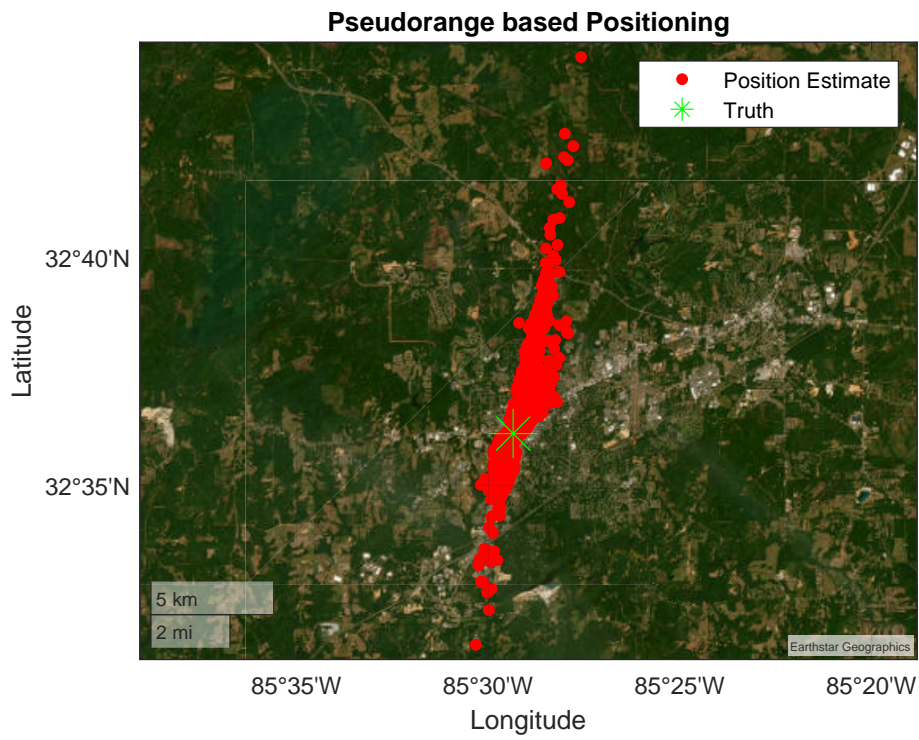 Pseudorange based Positioning
Position Estimate
Truth
32°40'N
Latitude
32°35'N
5 km
2 mi
Earthstar Geographics
85°35'W
85°30'W
85°25'W
85°20'W
Longitude